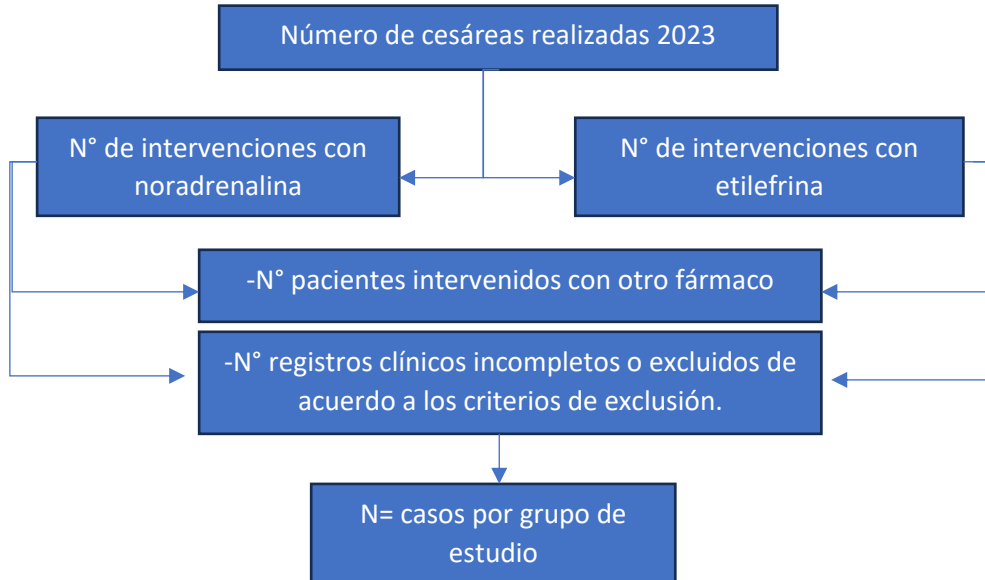 Número de cesáreas realizadas 2023
N° de intervenciones con
noradrenalina
N° de intervenciones con
etilefrina
-N° pacientes intervenidos con otro fármaco
-N° registros clínicos incompletos o excluidos de
acuerdo a los criterios de exclusión.
N= casos por grupo de
estudio